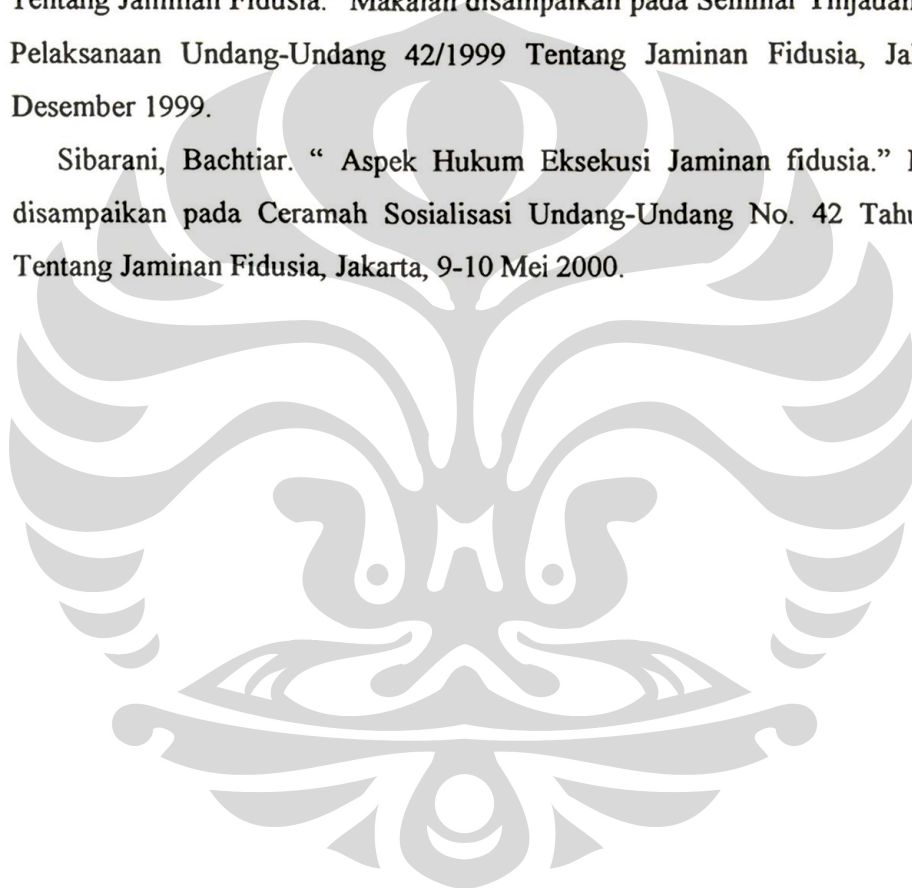 Tentang Jaminan Fidusia." Makalah disampaikan pada Seminar Tinjauan
Pelaksanaan Undang-Undang 42/1999 Tentang Jaminan Fidusia,
Desember 1999.
Sibarani, Bachtiar. “ Aspek Hukum Eksekusi Jaminan fidusia.”
disampaikan pada Ceramah Sosialisasi Undang-Undang No. 42
Tentang Jaminan Fidusia, Jakarta, 9-10 Mei 2000.